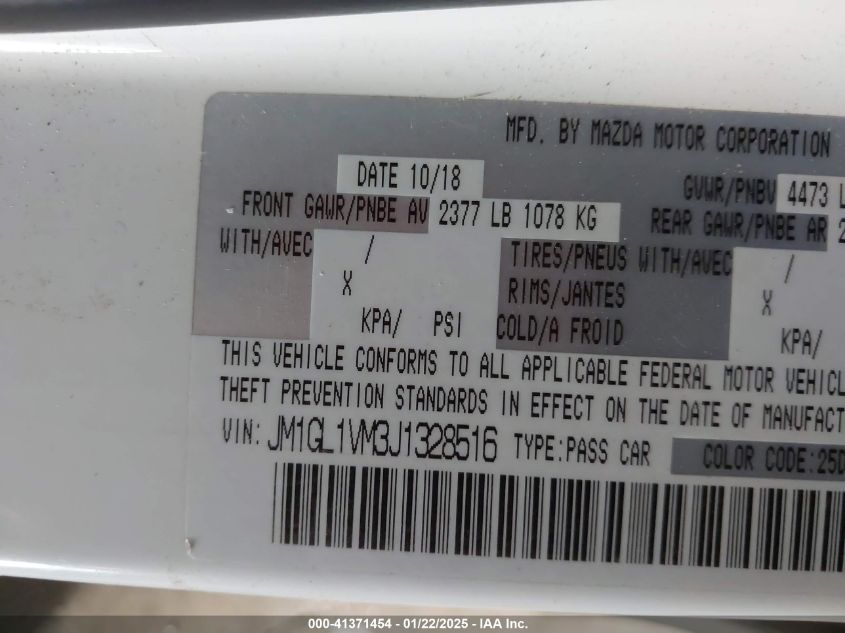 MFD. BY MAZDA MOTOR CORPORATION
DATE 10/18 GVWR/PNBV 4473 L
FRONT GAWR/PNBE AV 2377 LB 1078 KG REAR GAWR/PNBE AR 2
WITH/AVEC / TIRES/PNEUS WITH/AVEC /
X RIMS/JANTES X
KPA/ PSI COLD/A FROID KPA/
THIS VEHICLE CONFORMS TO ALL APPLICABLE FEDERAL MOTOR VEHICL
THEFT PREVENTION STANDARDS IN EFFECT ON THE DATE OF MANUFACT
VIN: JM1GL1VM3J1328516 TYPE:PASS CAR COLOR CODE:25D
000-41371454 - 01/22/2025 - IAA Inc.